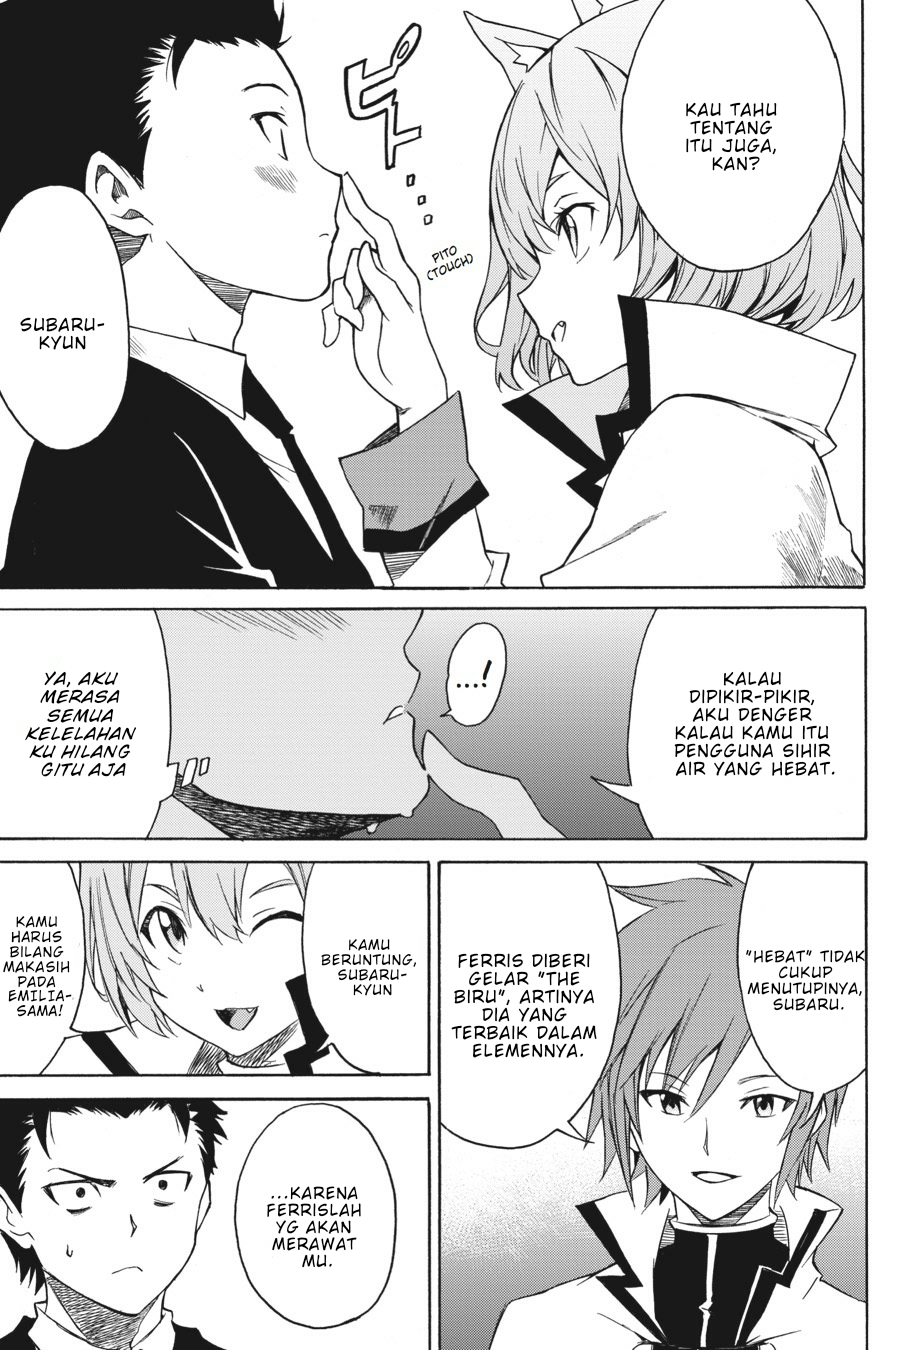 KAU TAHU
TENTANG
ITU JUGA,
KAN?
ピト
PITO
(TOUCH)
SUBARU-
KYUN
KALAU
DIPIKIR-PIKIR,
AKU DENGER
KALAU KAMU ITU
PENGGUNA SIHIR
AIR YANG HEBAT.
....!
YA, AKU
MERASA
SEMUA
KELELAHAN
KU HILANG
GITU AJA
"HEBAT" TIDAK
CUKUP
MENUTUPINYA,
SUBARU.
FERRIS DIBERI
GELAR "THE
BIRU", ARTINYA
DIA YANG
TERBAIK DALAM
ELEMENNYA.
KAMU
BERUNTUNG,
SUBARU-
KYUN
KAMU
HARUS
BILANG
MAKASIH
PADA
EMILIA-
SAMA!
...KARENA
FERRISLAH
YG AKAN
MERAWAT
MU.